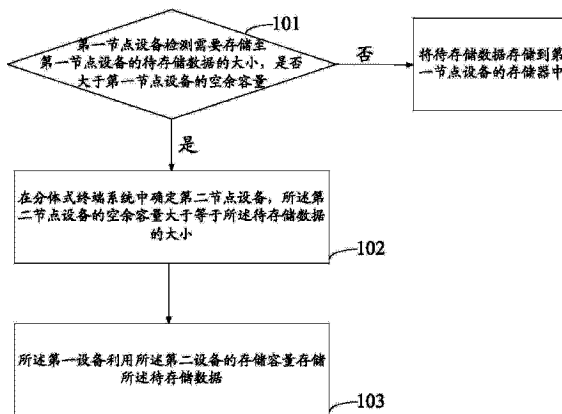 101
第一节点设备检测需要存储至
第一节点设备的待存储数据的大小，是否
大于第一节点设备的空余容量
否
将待存储数据存储到第
一节点设备的存储器中
是
在分体式终端系统中确定第二节点设备，所述第
二节点设备的空余容量大于等于所述待存储数据
的大小
102
所述第一设备利用所述第二设备的存储容量存储
所述待存储数据
103